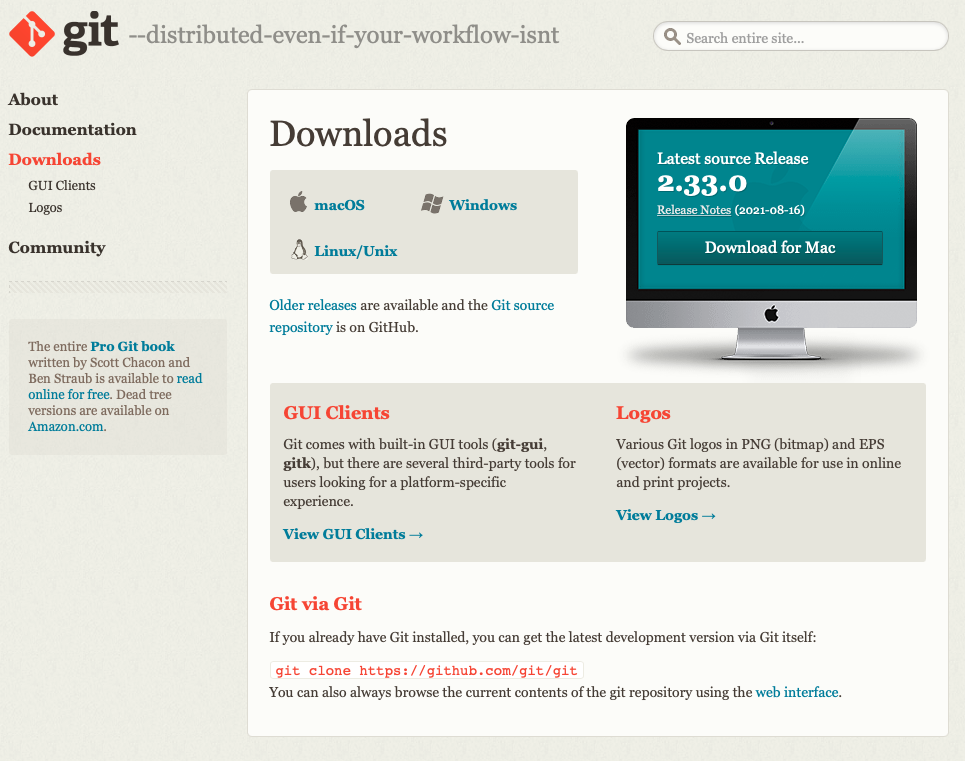 git --distributed-even-if-your-workflow-isnt
Search entire site...
About
Documentation
Downloads
GUI Clients
Logos
Community
The entire Pro Git book
written by Scott Chacon and
Ben Straub is available to read
online for free. Dead tree
versions are available on
Amazon.com.
Downloads
macOS
Windows
Linux/Unix
Older releases are available and the Git source
repository is on GitHub.
Latest source Release
2.33.0
Release Notes (2021-08-16)
Download for Mac
GUI Clients
Git comes with built-in GUI tools (git-gui,
gitk), but there are several third-party tools for
users looking for a platform-specific
experience.
View GUI Clients →
Logos
Various Git logos in PNG (bitmap) and EPS
(vector) formats are available for use in online
and print projects.
View Logos →
Git via Git
If you already have Git installed, you can get the latest development version via Git itself:
git clone https://github.com/git/git
You can also always browse the current contents of the git repository using the web interface.